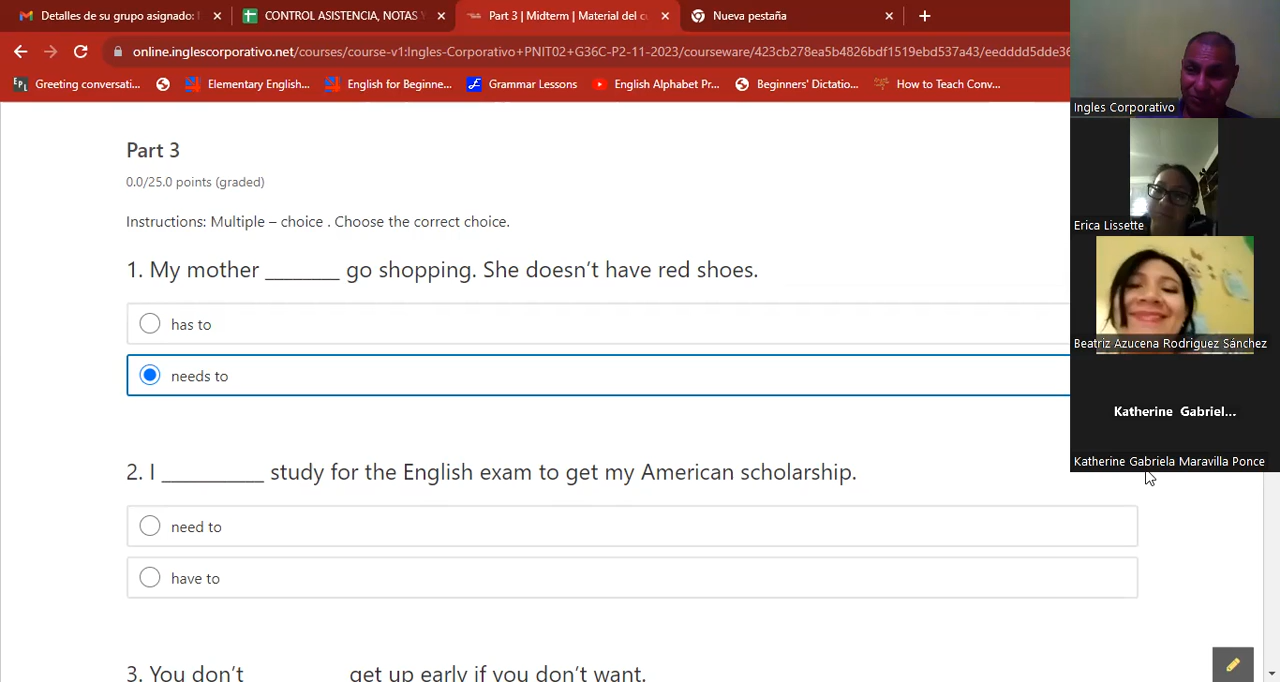 Detalles de su grupo asignado: 
CONTROL ASISTENCIA, NOTAS Y
Part 3 | Midterm | Material del cu
Nueva pestaña
online.inglescorporativo.net/courses/course-v1:Ingles-Corporativo+PNIT02+G36C-P2-11-2023/courseware/423cb278ea5b4826bdf1519ebd537a43/eedddd5dde36
Greeting conversati...
Elementary English...
English for Beginne...
Grammar Lessons
English Alphabet Pr...
Beginners' Dictatio...
How to Teach Conv...
Ingles Corporativo
Erica Lissette
Beatriz Azucena Rodriguez Sánchez
Katherine Gabriel...
Katherine Gabriela Maravilla Ponce
Part 3
0.0/25.0 points (graded)
Instructions: Multiple – choice . Choose the correct choice.
1. My mother ________ go shopping. She doesn’t have red shoes.
has to
needs to
2. I __________ study for the English exam to get my American scholarship.
need to
have to
3. You don’t __________ get up early if you don’t want.